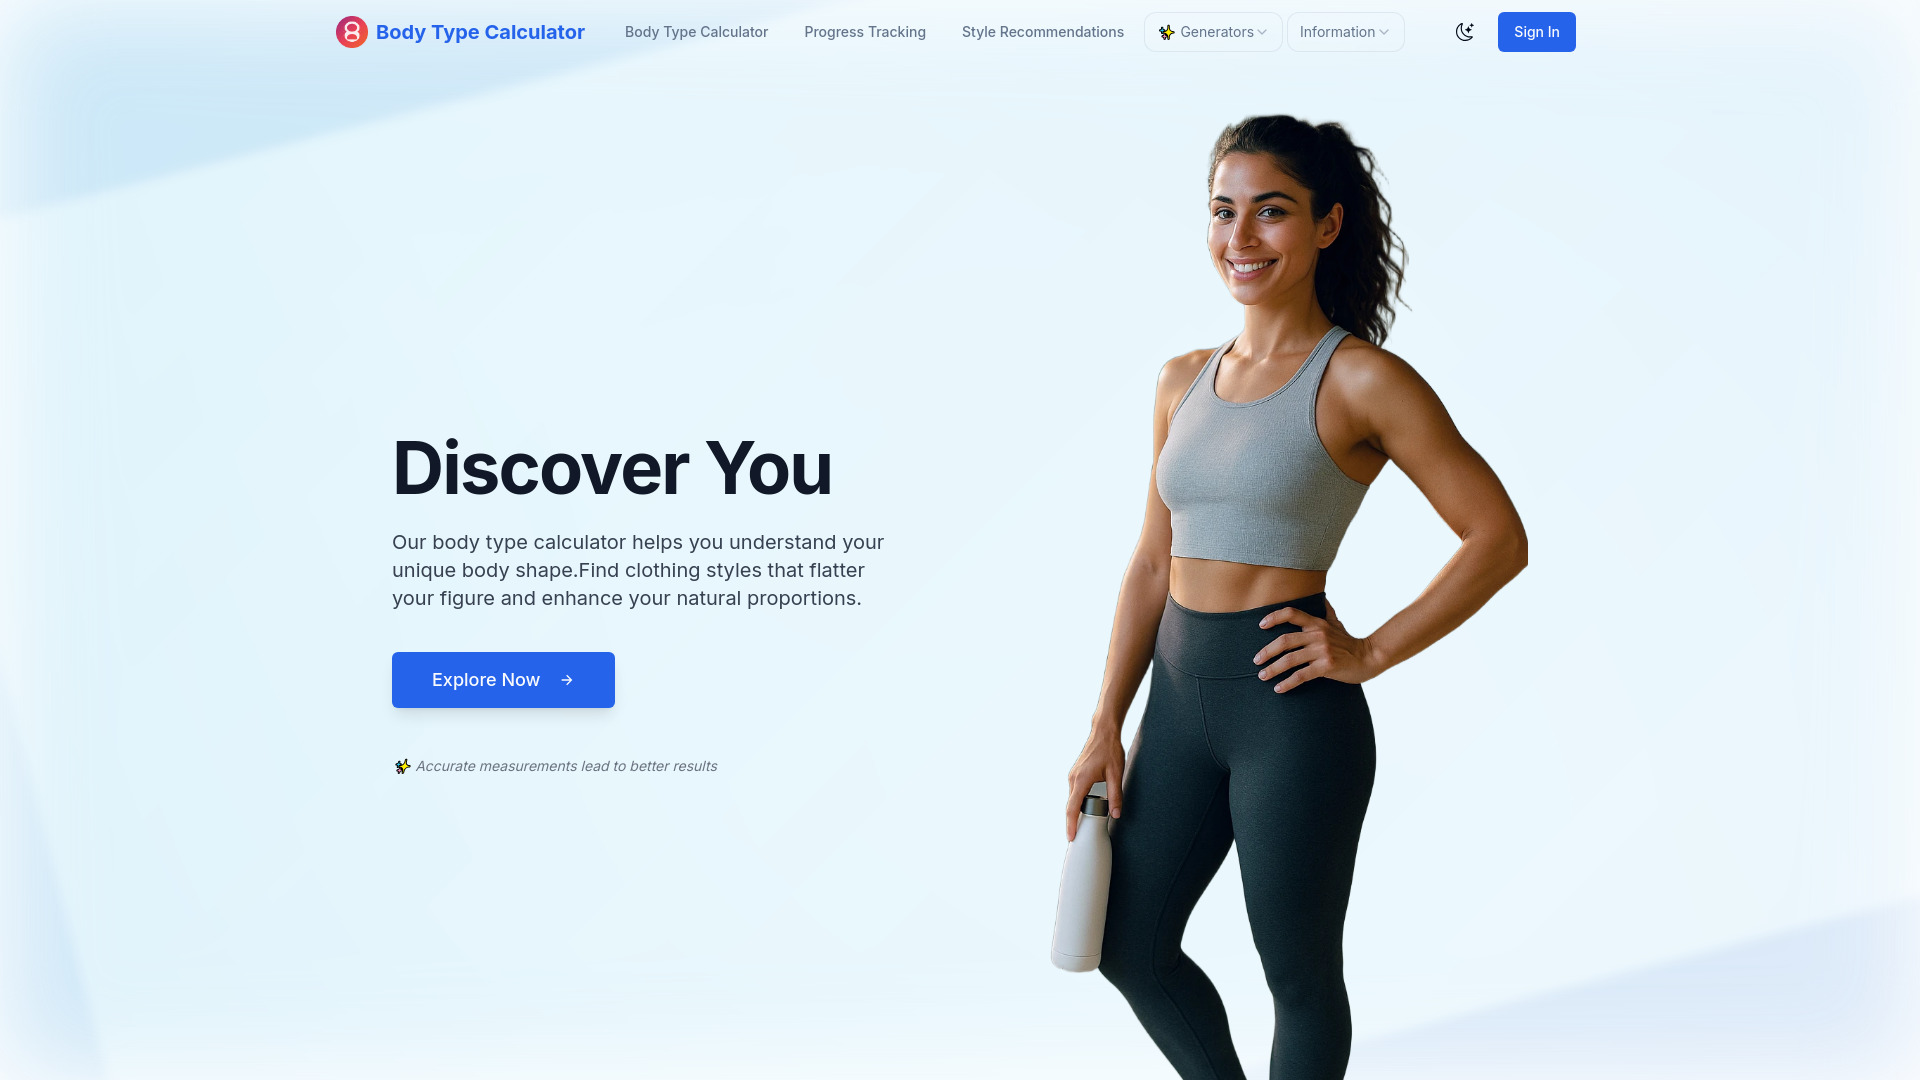 Body Type Calculator
Body Type Calculator
Progress Tracking
Style Recommendations
Generators
Information
Sign In
Discover You
Our body type calculator helps you understand your
unique body shape.Find clothing styles that flatter
your figure and enhance your natural proportions.
Explore Now
Accurate measurements lead to better results